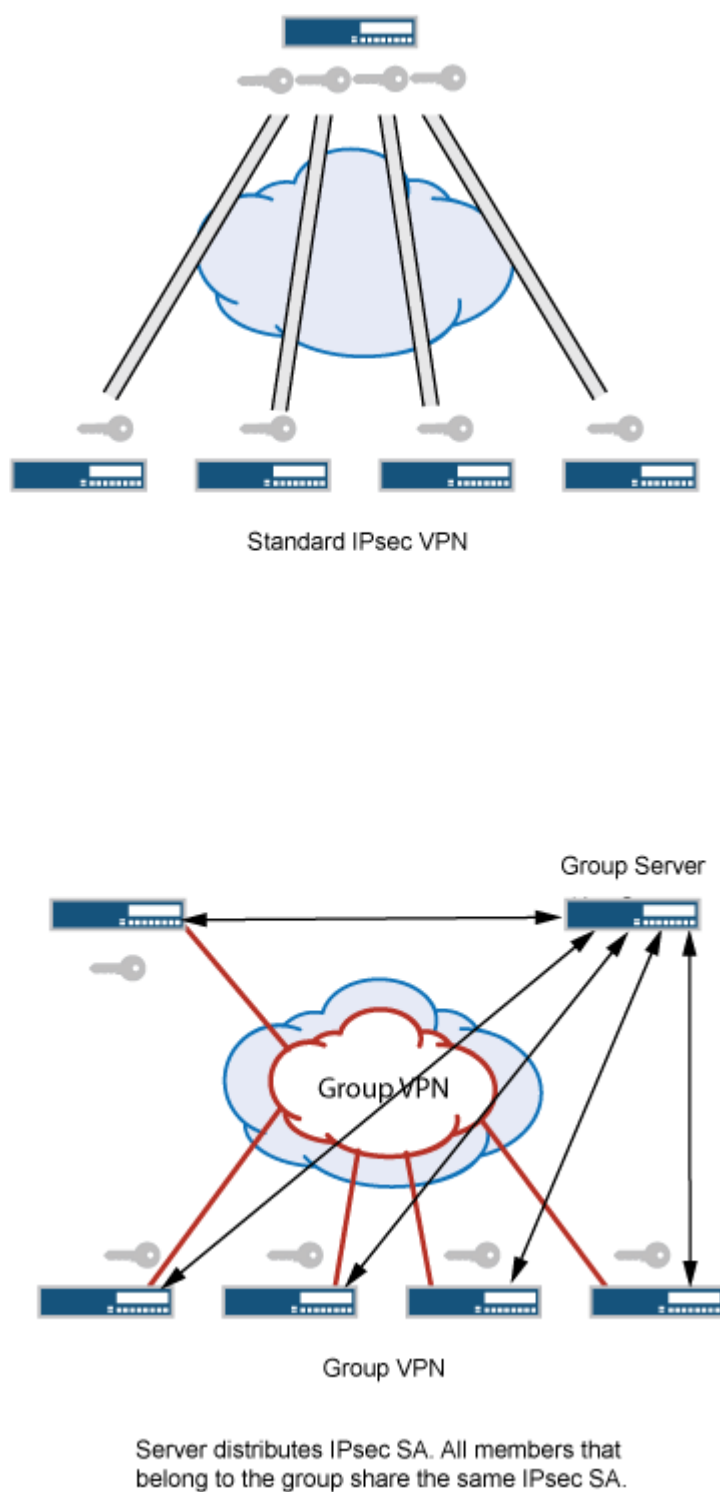 Standard IPsec VPN
Group Server
Group VPN
Group VPN
Server distributes IPsec SA. All members that
belong to the group share the same IPsec SA.